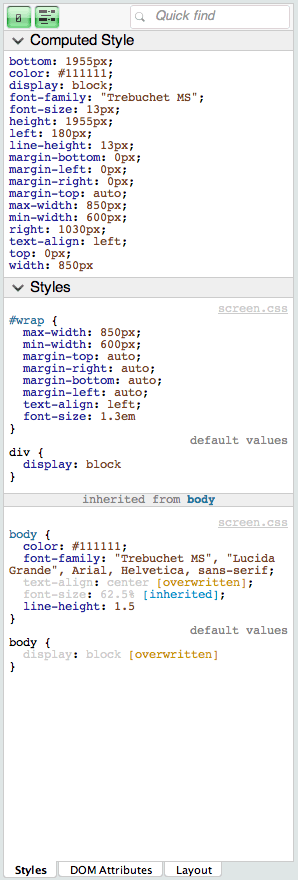 Quick find
Computed Style
bottom: 1955px;
color: #111111;
display: block;
font-family: "Trebuchet MS";
font-size: 13px;
height: 1955px;
left: 180px;
line-height: 13px;
margin-bottom: 0px;
margin-left: 0px;
margin-right: 0px;
margin-top: auto;
max-width: 850px;
min-width: 600px;
right: 1030px;
text-align: left;
top: 0px;
width: 850px
Styles
screen.css
#wrap {
max-width: 850px;
min-width: 600px;
margin-top: auto;
margin-right: auto;
margin-bottom: auto;
margin-left: auto;
text-align: left;
font-size: 1.3em
}
default values
div {
display: block
}
inherited from body
screen.css
body {
color: #111111;
font-family: "Trebuchet MS", "Lucida
Grande", Arial, Helvetica, sans-serif;
text-align: center [overwritten];
font-size: 62.5% [inherited];
line-height: 1.5
}
default values
body {
display: block [overwritten]
}
Styles DOM Attributes Layout